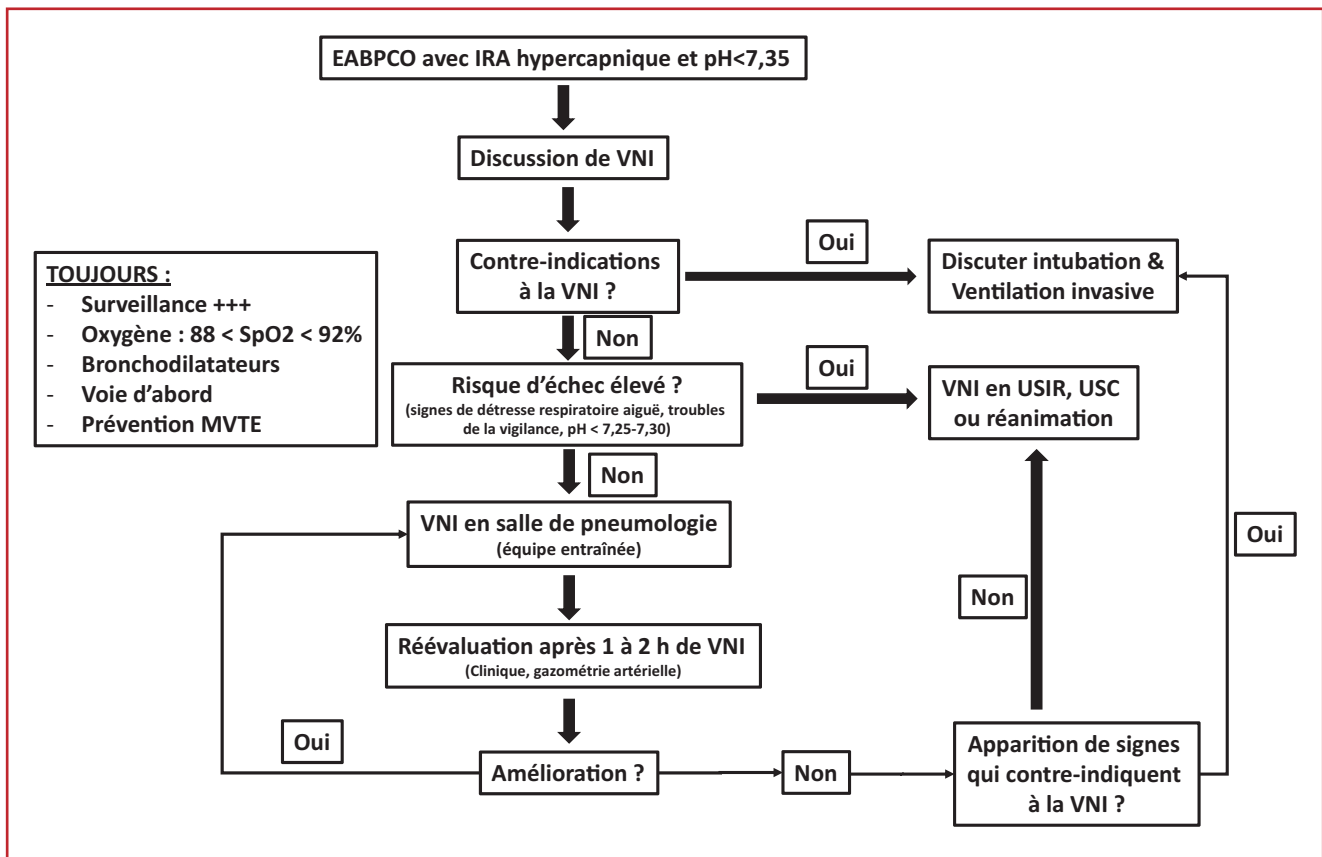 EABPCO avec IRA hypercapnique et pH<7,35
Discussion de VNI
Contre-indications
à la VNI ?
Oui
Discuter intubation &
Ventilation invasive
TOUJOURS :
- Surveillance +++
- Oxygène : 88 < SpO2 < 92%
- Bronchodilatateurs
- Voie d'abord
- Prévention MVTE
Non
Risque d'échec élevé ?
(signes de détresse respiratoire aiguë, troubles
de la vigilance, pH < 7,25-7,30)
Oui
VNI en USIR, USC
ou réanimation
Non
VNI en salle de pneumologie
(équipe entraînée)
Réévaluation après 1 à 2 h de VNI
(Clinique, gazométrie artérielle)
Oui
Amélioration ?
Non
Apparition de signes
qui contre-indiquent
à la VNI ?
Non
Oui